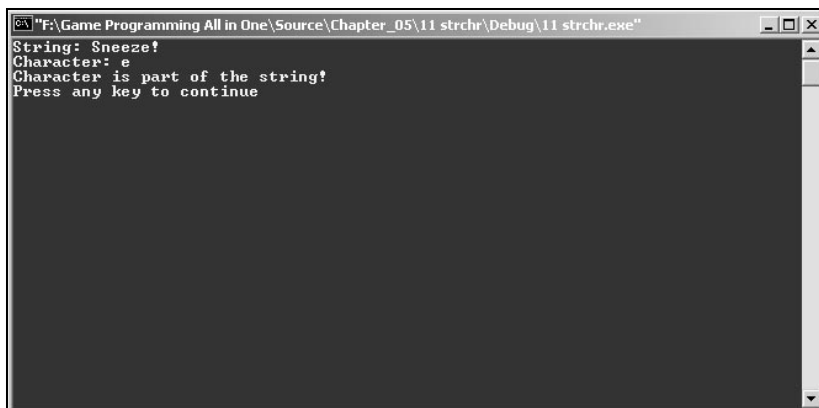 "F:\Game Programming All in One\Source\Chapter_05\11 strchr\Debug\11 strchr.exe"
String: Sneeze!
Character: e
Character is part of the string!
Press any key to continue